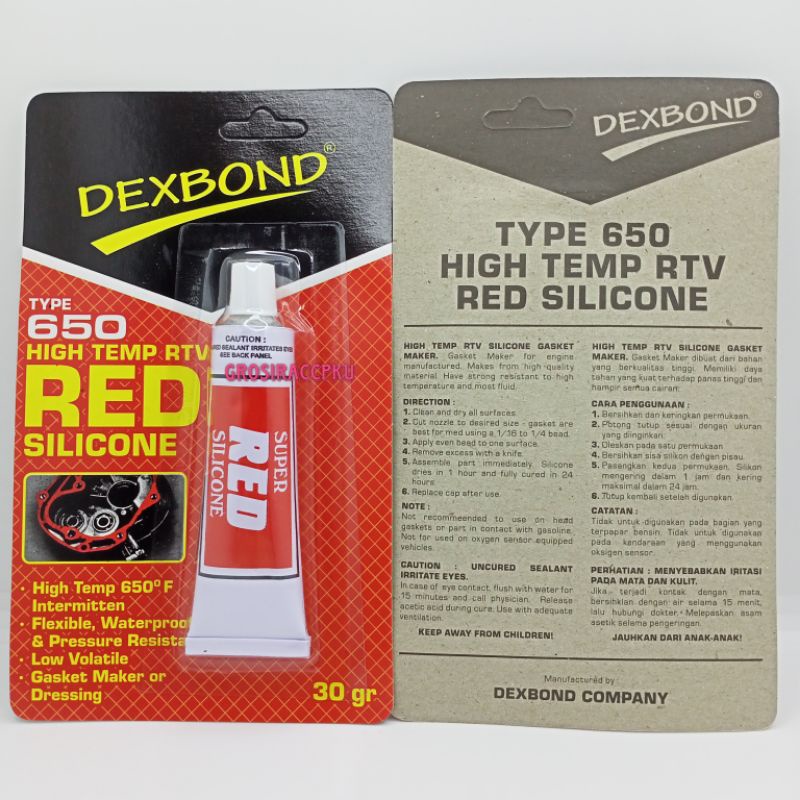 DEXBOND®
TYPE
650
HIGH TEMP RTV
RED
SILICONE
• High Temp 650°F
Intermitten
• Flexible, Waterproof
& Pressure Resista
• Low Volatile
• Gasket Maker or
Dressing
30 gr
CAUTION :
RED SEALANT IRRITATES EYES
SEE BACK PANEL
GROSIRACCPKU
SUPER
RED
SILICONE
DEXBOND®
TYPE 650
HIGH TEMP RTV
RED SILICONE
HIGH TEMP RTV SILICONE GASKET
MAKER. Gasket Maker for engine
manufactured. Makes from high quality
material Have strong resistant to high
temperature and most fluid.
DIRECTION :
1. Clean and dry all surfaces.
2. Cut nozzle to desired size - gasket are
best for med using a 1/16 to 1/4 bead.
3. Apply even bead to one surface.
4. Remove excess with a knife.
5. Assemble part immediately. Silicone
dries in 1 hour and fully cured in 24
hours.
6. Replace cap after use.
NOTE :
Not recommended to use on head
gaskets or part in contact with gasoline.
Not for used on oxygen sensor equipped
vehicles.
CAUTION : UNCURED SEALANT
IRRITATE EYES.
In case of eye contact, flush with water for
15 minutes and call physician. Release
acetic acid during cure. Use with adequate
ventilation.
KEEP AWAY FROM CHILDREN!
HIGH TEMP RTV SILICONE GASKET
MAKER. Gasket Maker dibuat dari bahan
yang berkualitas tinggi. Memiliki daya
tahan yang kuat terhadap panas tinggi dan
hampir semua cairan.
CARA PENGGUNAAN :
1. Bersihkan dan keringkan permukaan.
2. Potong tutup sesuai dengan ukuran
yang diinginkan.
3. Oleskan pada satu permukaan
4. Bersihkan sisa silikon dengan pisau.
5. Pasangkan kedua permukaan. Silikon
mengering dalam 1 jam dan kering
maksimal dalam 24 jam.
6. Tutup kembali setelah digunakan.
CATATAN :
Tidak untuk digunakan pada bagian yang
terpapar bensin. Tidak untuk digunakan
pada kendaraan yang menggunakan
oksigen sensor.
PERHATIAN : MENYEBABKAN IRITASI
PADA MATA DAN KULIT.
Jika terjadi kontak dengan mata,
bersihkan dengan air selama 15 menit,
lalu hubungi dokter. Melepaskan asam
asetik selama pengeringan.
JAUHKAN DARI ANAK-ANAK!
Manufactured by :
DEXBOND COMPANY